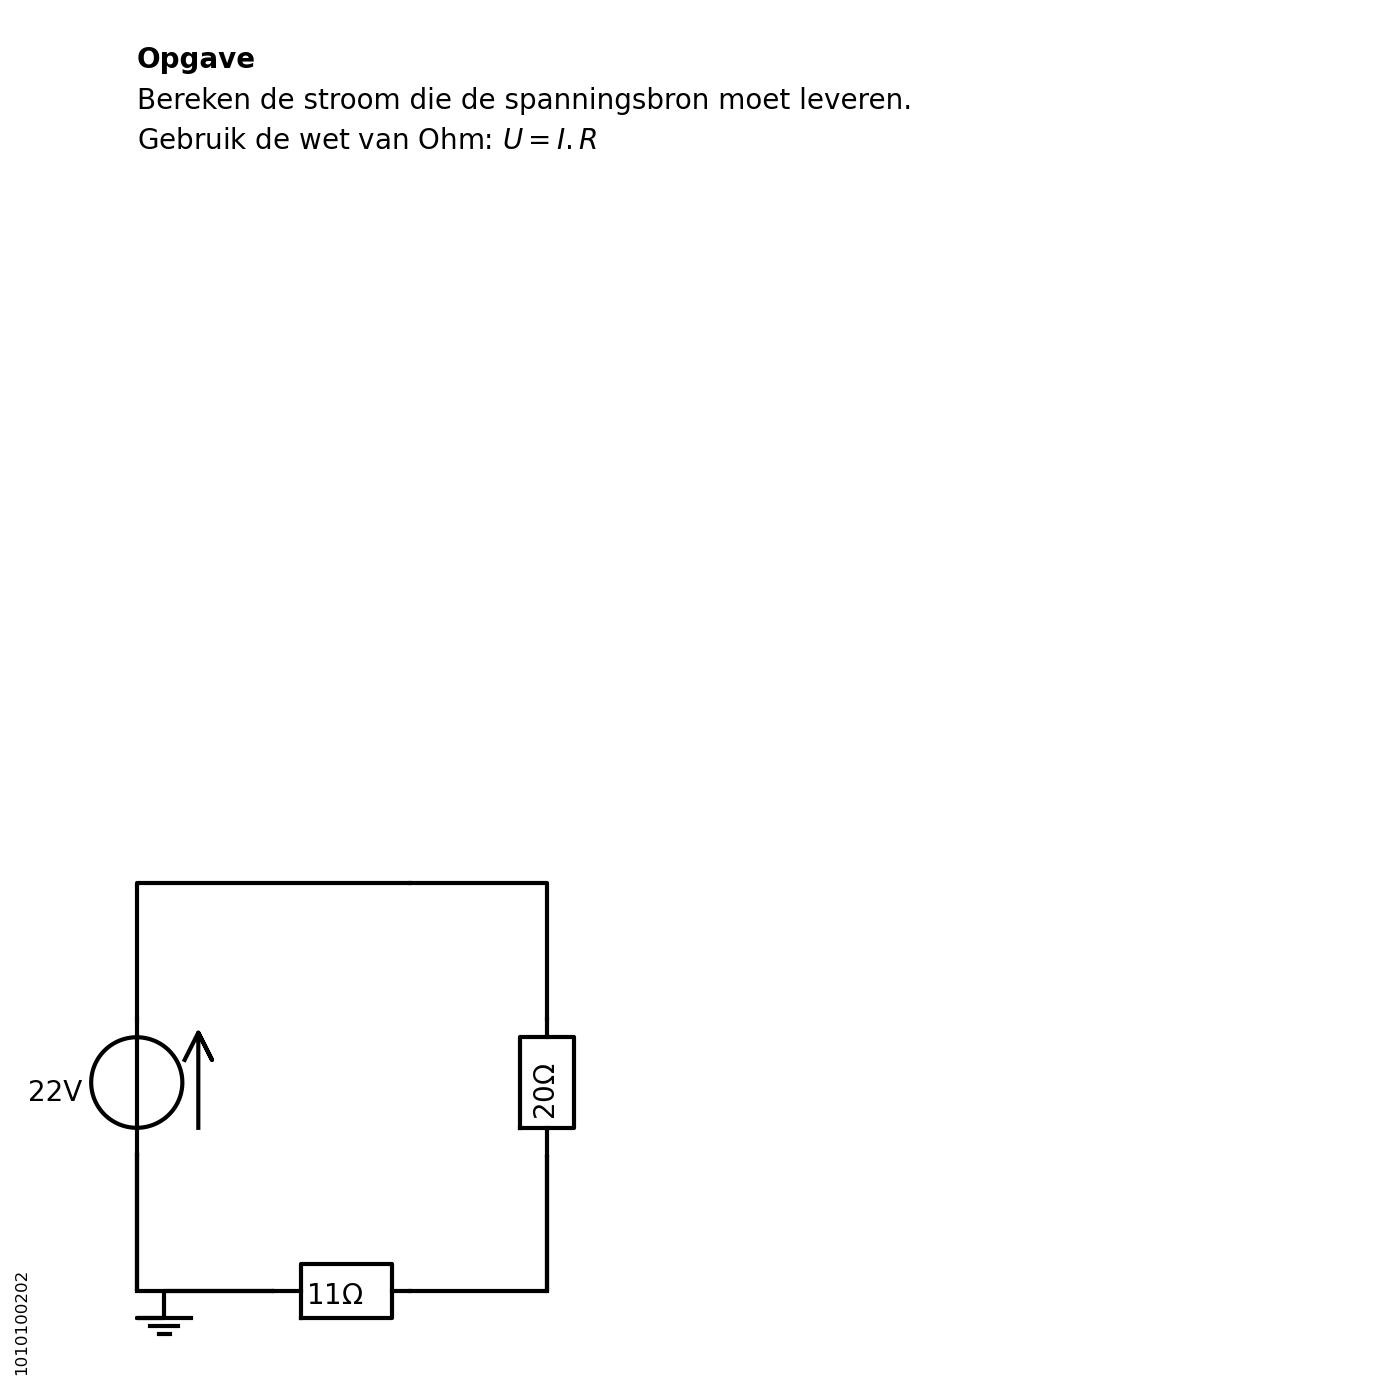 Opgave
Bereken de stroom die de spanningsbron moet leveren.
Gebruik de wet van Ohm: U = I.R
22V
20Ω
11Ω
1010100202